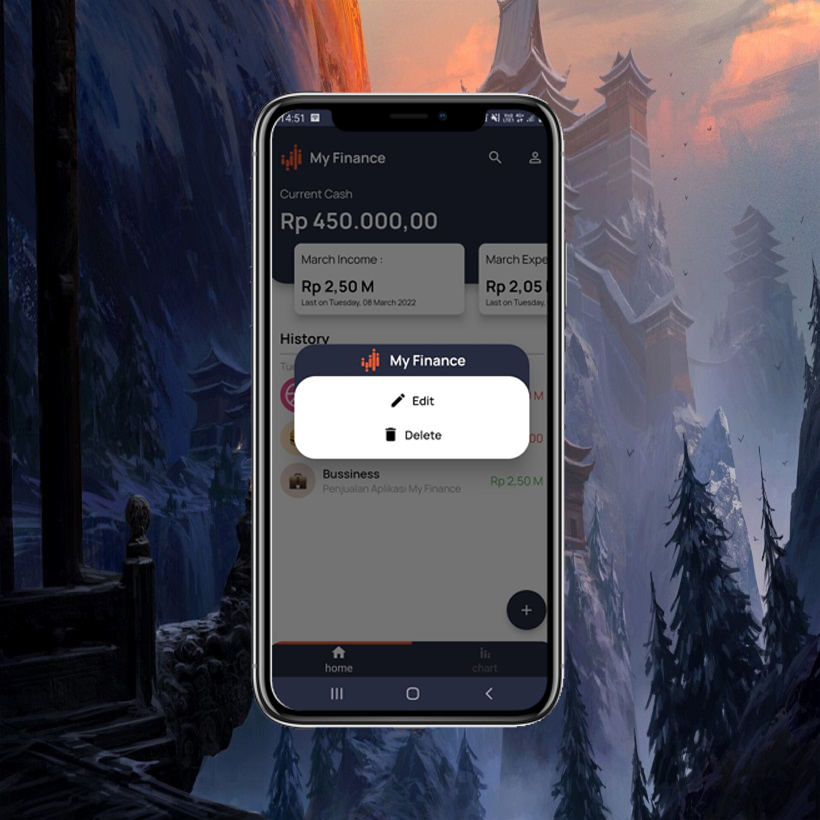 14:51
My Finance
Current Cash
Rp 450.000,00
March Income :
Rp 2,50 M
Last on Tuesday, 08 March 2022
March Expe
Rp 2,05
Last on Tuesday,
History
Tue
My Finance
M
Edit
00
Delete
Bussiness
Penjualan Aplikasi My Finance
Rp 2,50 M
home
chart